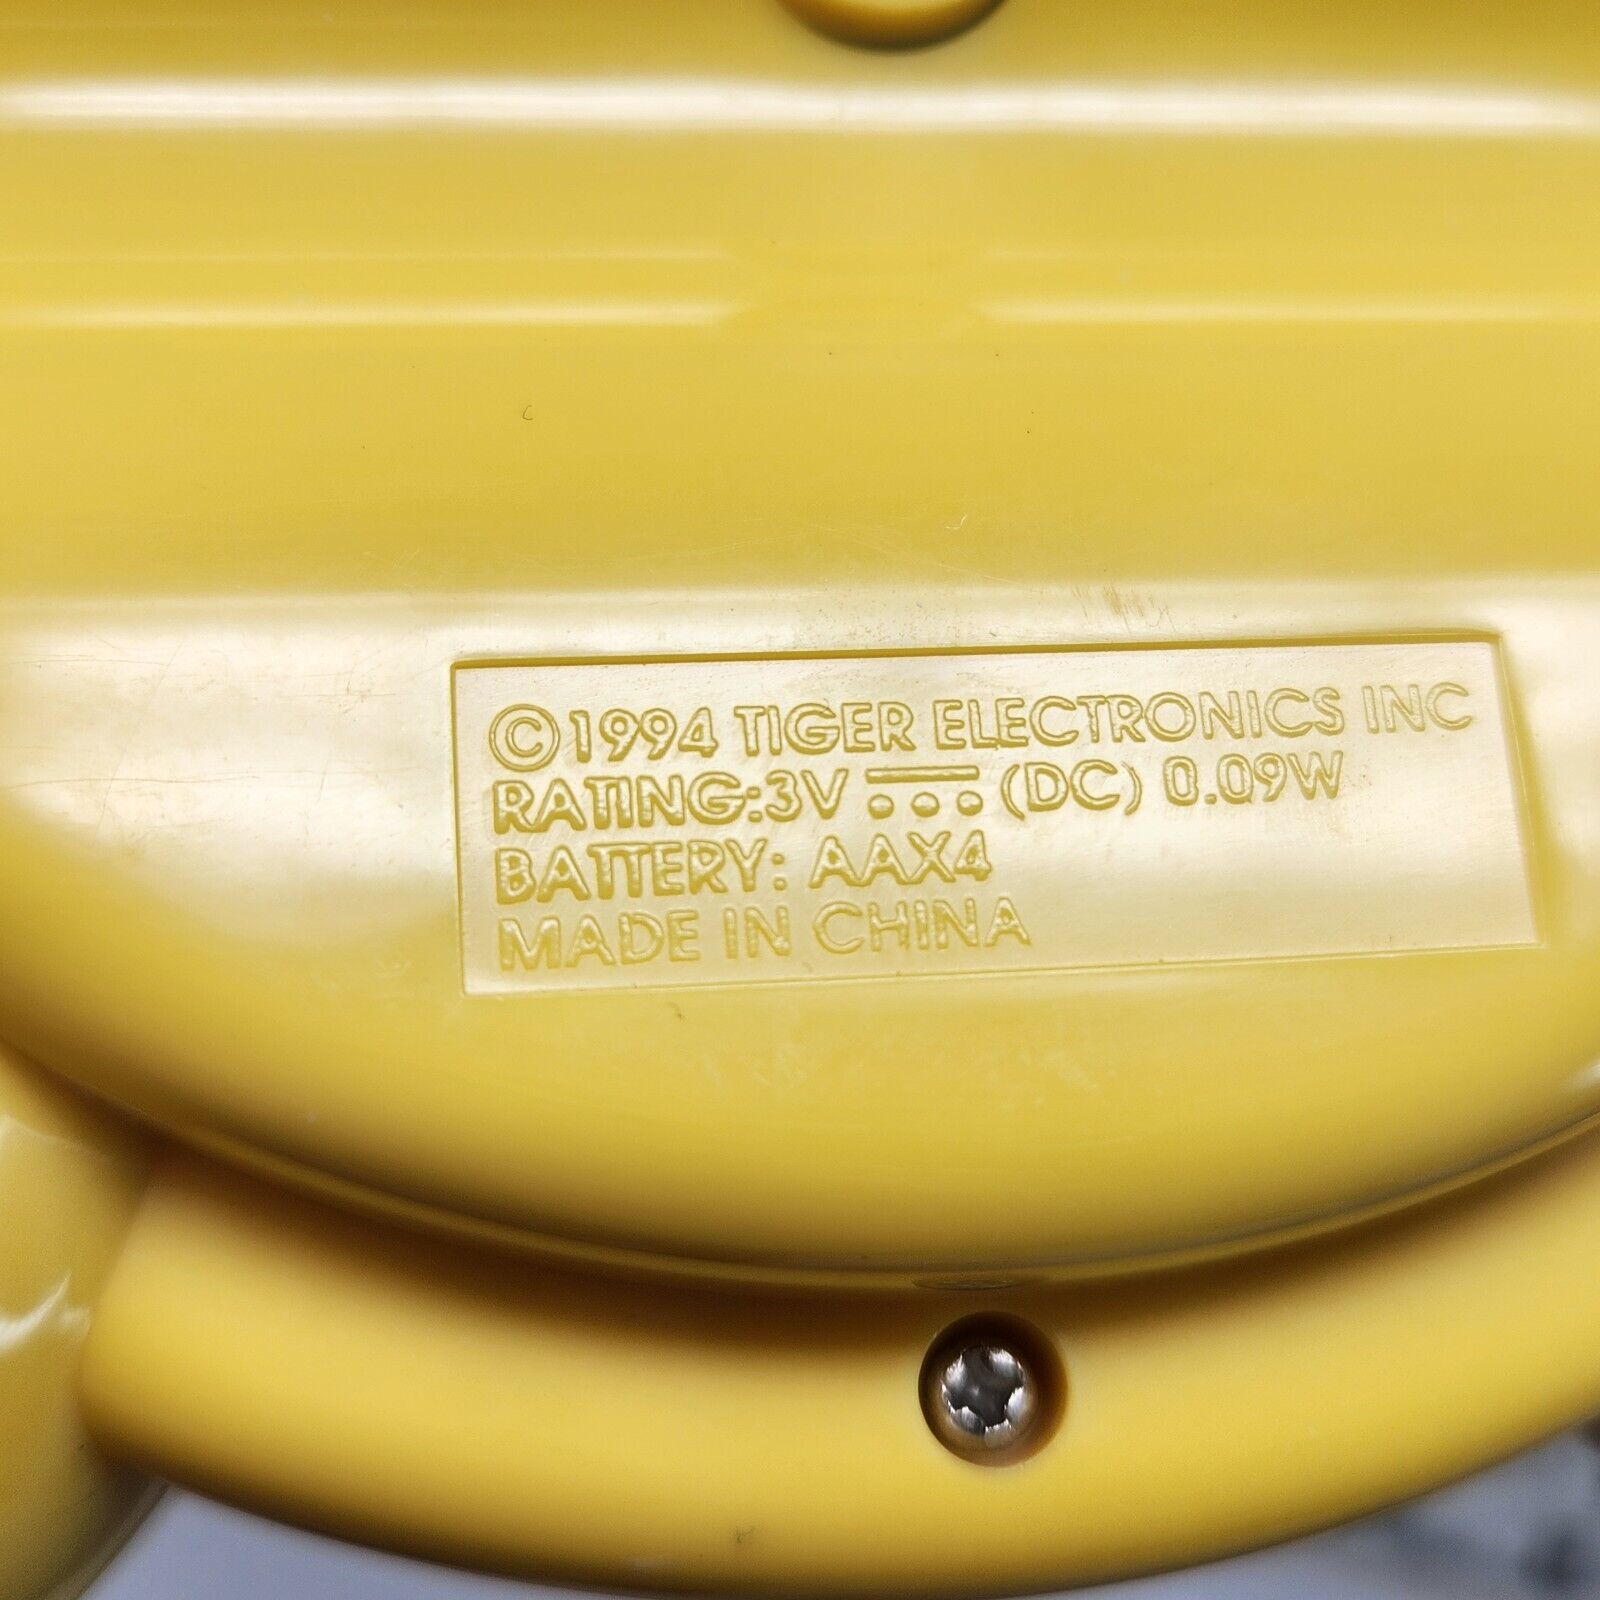 ©1994 TIGER ELECTRONICS INC
RATING:3V ⎓ (DC) 0.09W
BATTERY: AAX4
MADE IN CHINA